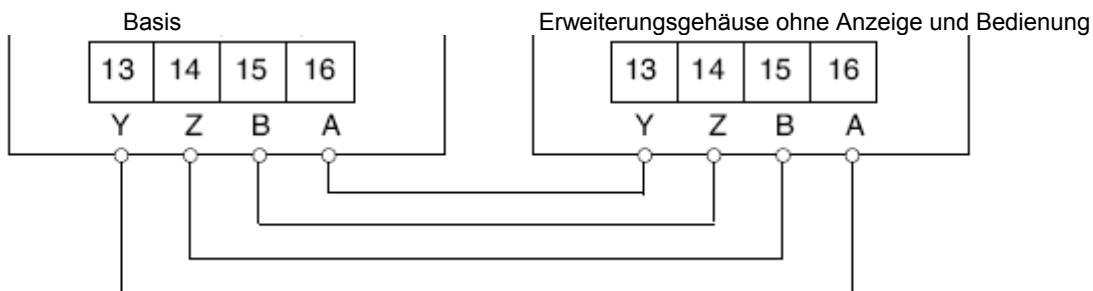 Basis Erweiterungsgehäuse ohne Anzeige und Bedienung
13 14 15 16 13 14 15 16
Y Z B A Y Z B A